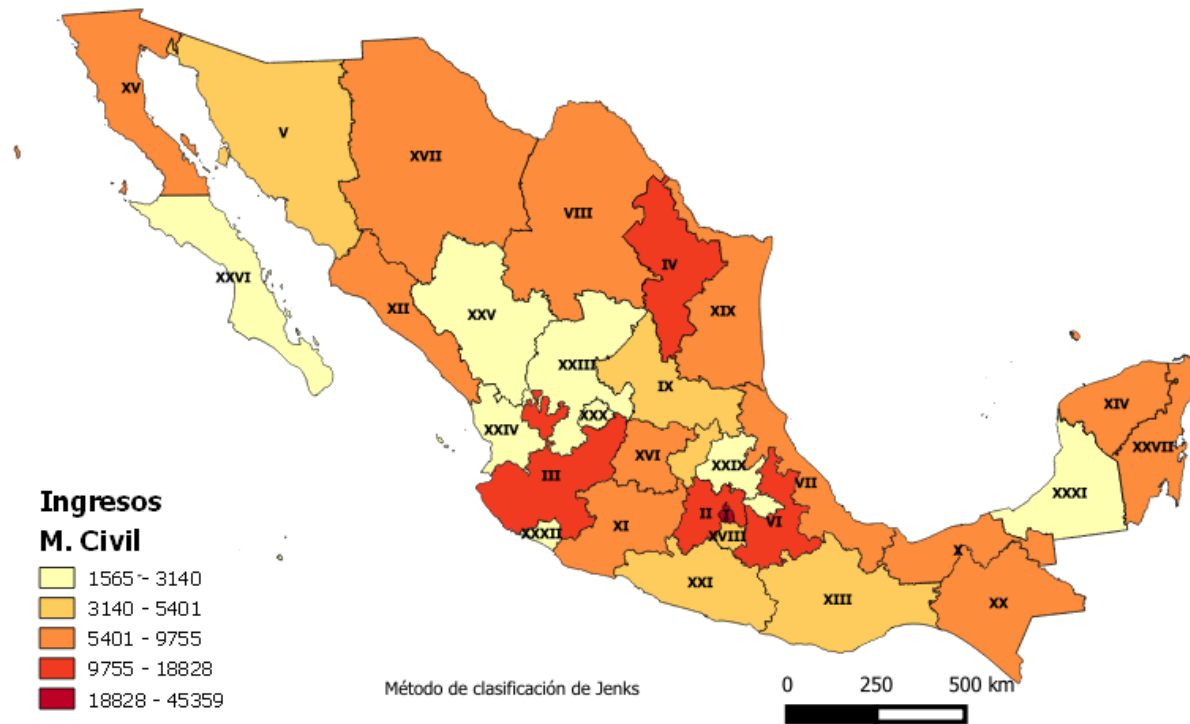 XV
V
XVII
VIII
XXVI
IV
XII
XXV
XIX
XXIII
IX
XXX
XXIV
XIV
XVI
XXVII
XXIX
III
VII
XXXI
II
I
VI
XXXII
XI
XVIII
X
XXI
XIII
XX
Ingresos
M. Civil
1565 - 3140
3140 - 5401
5401 - 9755
9755 - 18828
18828 - 45359
Método de clasificación de Jenks
0 250 500 km